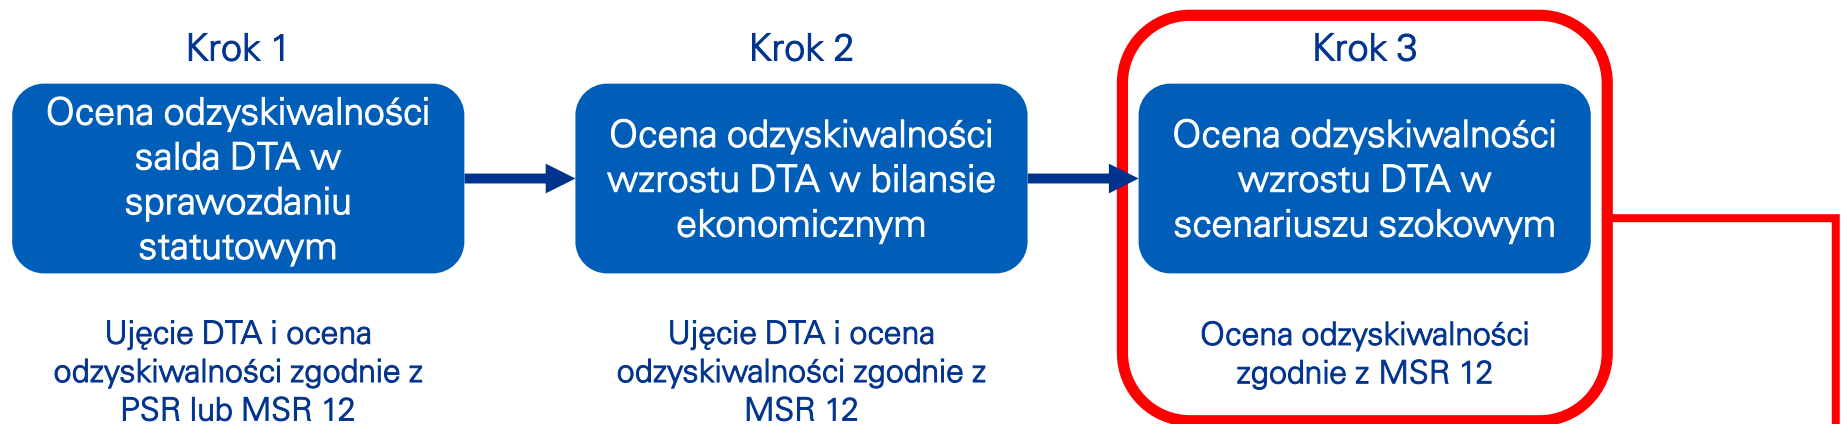 Krok 1
Ocena odzyskiwalności
salda DTA w
sprawozdaniu
statutowym
Ujęcie DTA i ocena
odzyskiwalności zgodnie z
PSR lub MSR 12
Krok 2
Ocena odzyskiwalności
wzrostu DTA w bilansie
ekonomicznym
Ujęcie DTA i ocena
odzyskiwalności zgodnie z
MSR 12
Krok 3
Ocena odzyskiwalności
wzrostu DTA w
scenariuszu szokowym
Ocena odzyskiwalności
zgodnie z MSR 12